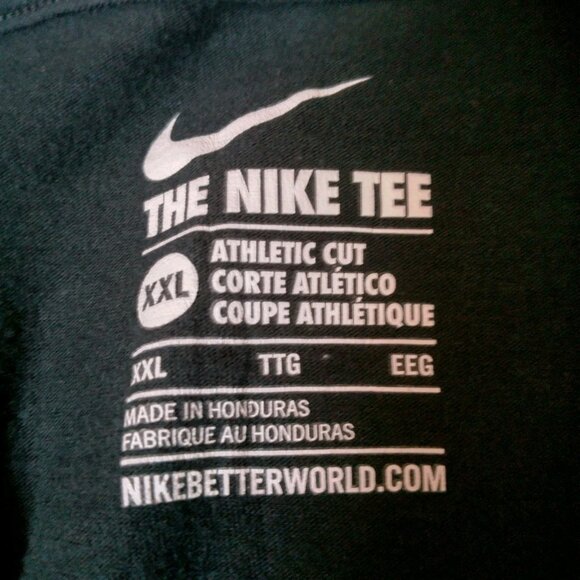 THE NIKE TEE
XXL
ATHLETIC CUT
CORTE ATLÉTICO
COUPE ATHLÉTIQUE
XXL TTG EEG
MADE IN HONDURAS
FABRIQUE AU HONDURAS
NIKEBETTERWORLD.COM